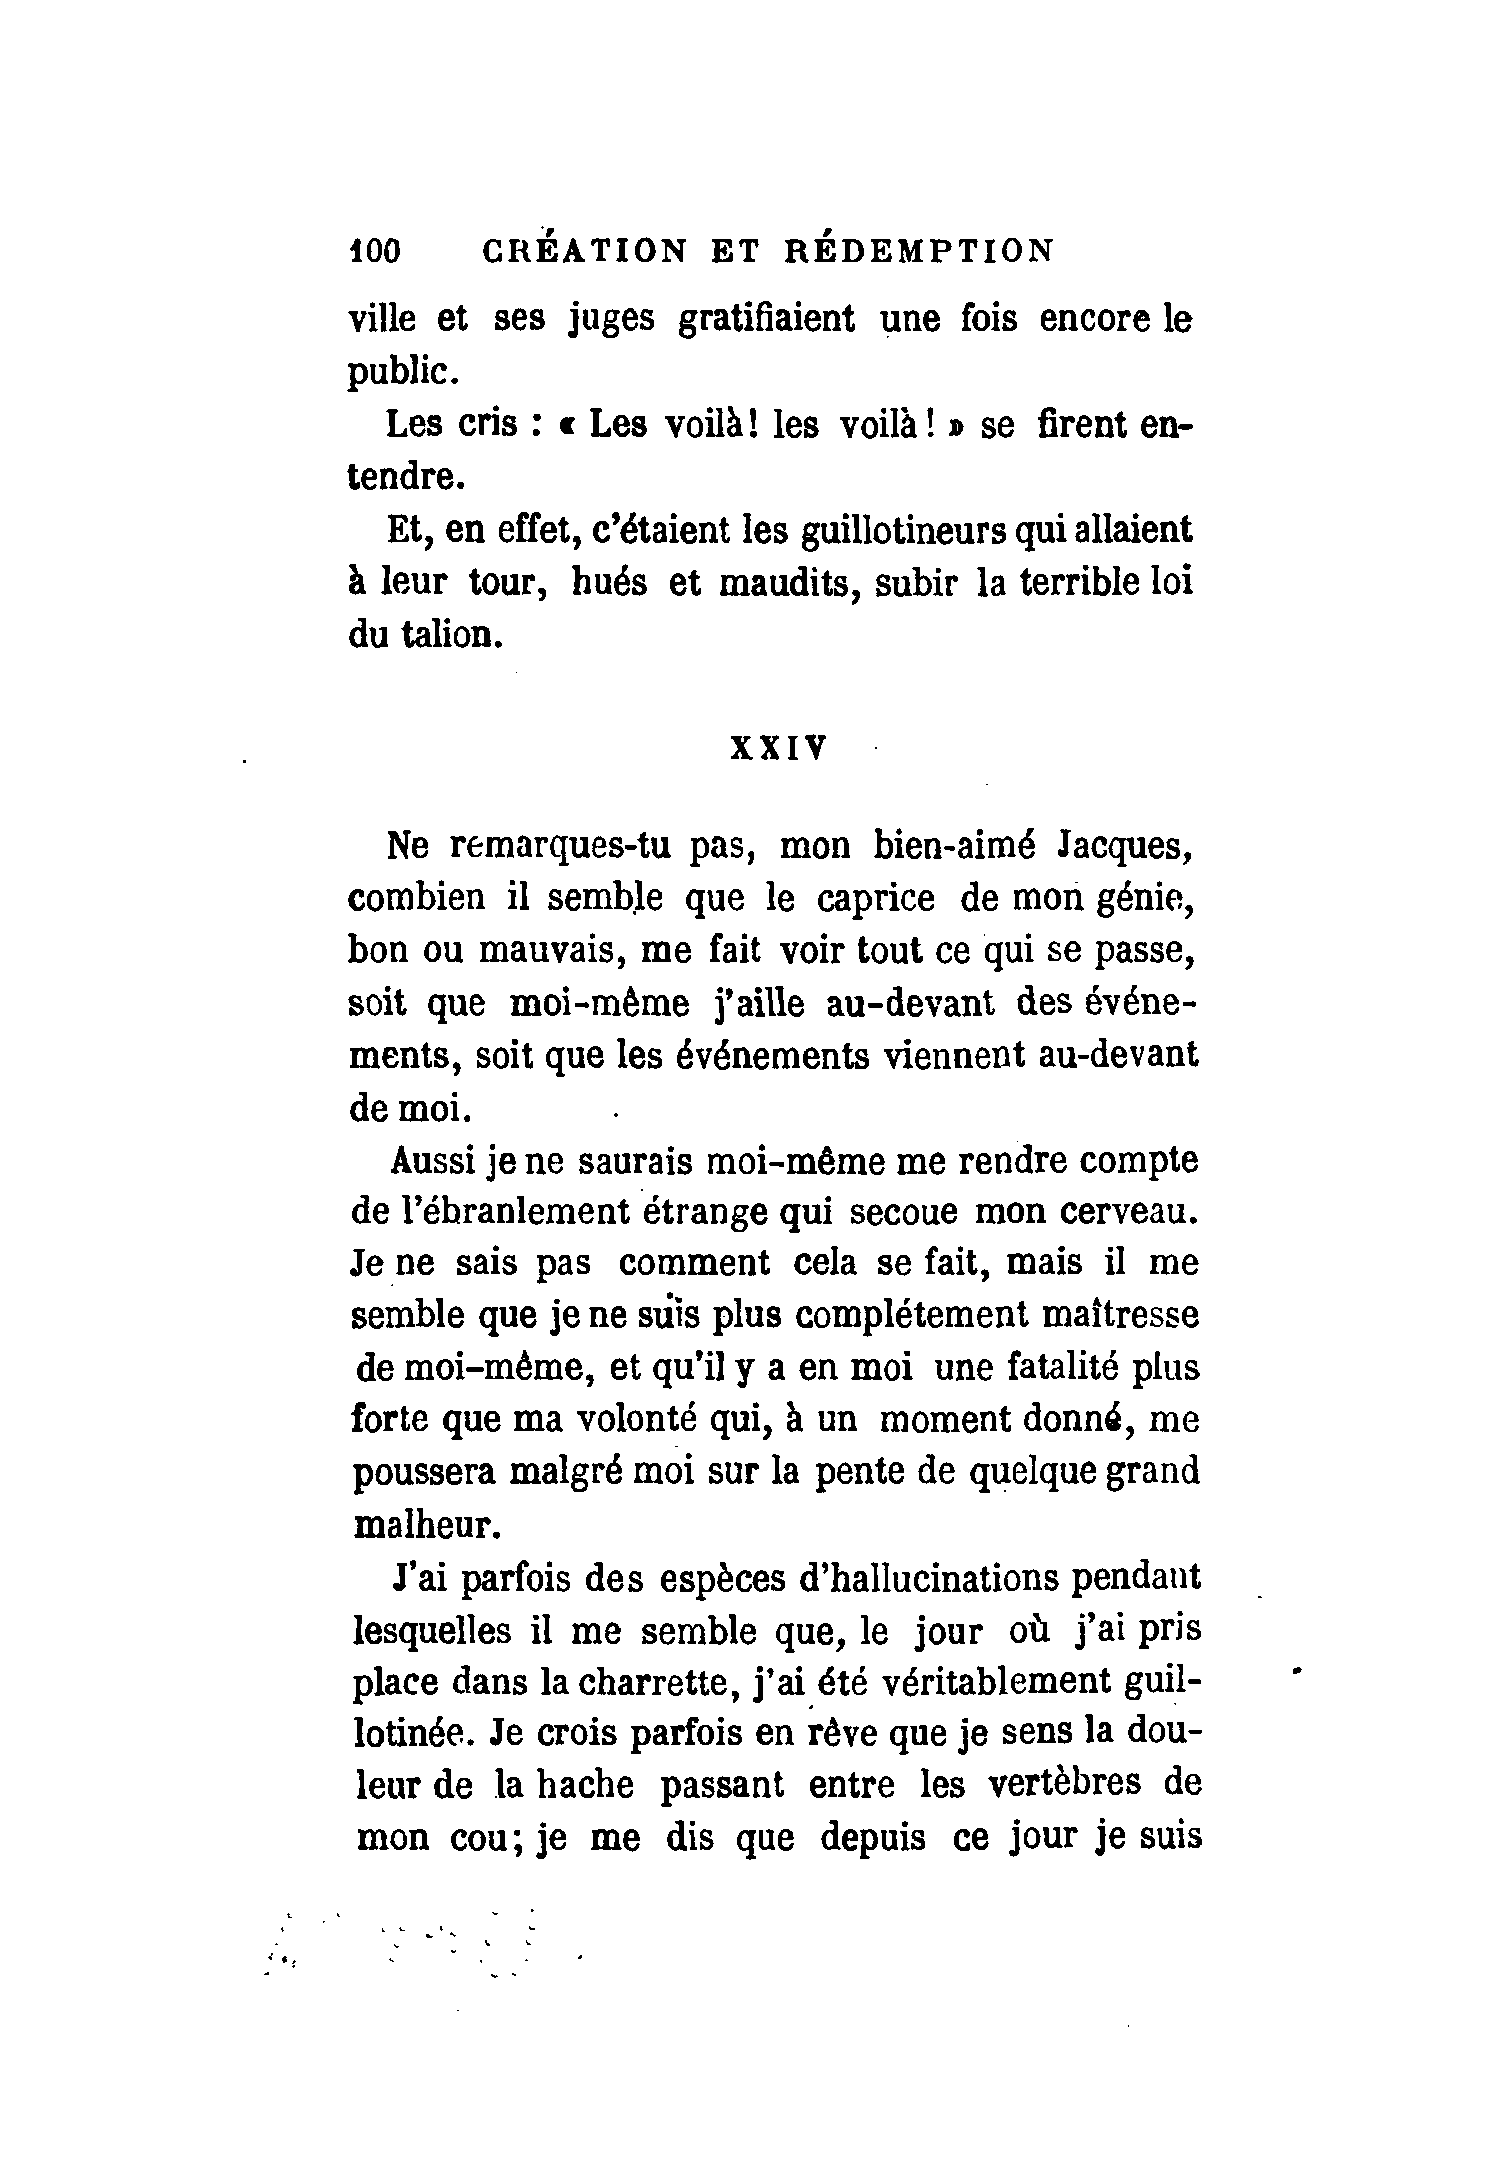 100 CRÉATION ET RÉDEMPTION
ville et ses juges gratifiaient une fois encore le
public.
Les cris : « Les voilà! les voilà! » se firent en-
tendre.
Et, en effet, c'étaient les guillotineurs qui allaient
à leur tour, hués et maudits, subir la terrible loi
du talion.
XXIV
Ne remarques-tu pas, mon bien-aimé Jacques,
combien il semble que le caprice de mon génie,
bon ou mauvais, me fait voir tout ce qui se passe,
soit que moi-même j'aille au-devant des événe-
ments, soit que les événements viennent au-devant
de moi.
Aussi je ne saurais moi-même me rendre compte
de l'ébranlement étrange qui secoue mon cerveau.
Je ne sais pas comment cela se fait, mais il me
semble que je ne suis plus complétement maîtresse
de moi-même, et qu'il y a en moi une fatalité plus
forte que ma volonté qui, à un moment donné, me
poussera malgré moi sur la pente de quelque grand
malheur.
J'ai parfois des espèces d'hallucinations pendant
lesquelles il me semble que, le jour où j'ai pris
place dans la charrette, j'ai été véritablement guil-
lotinée. Je crois parfois en rêve que je sens la dou-
leur de la hache passant entre les vertèbres de
mon cou; je me dis que depuis ce jour je suis